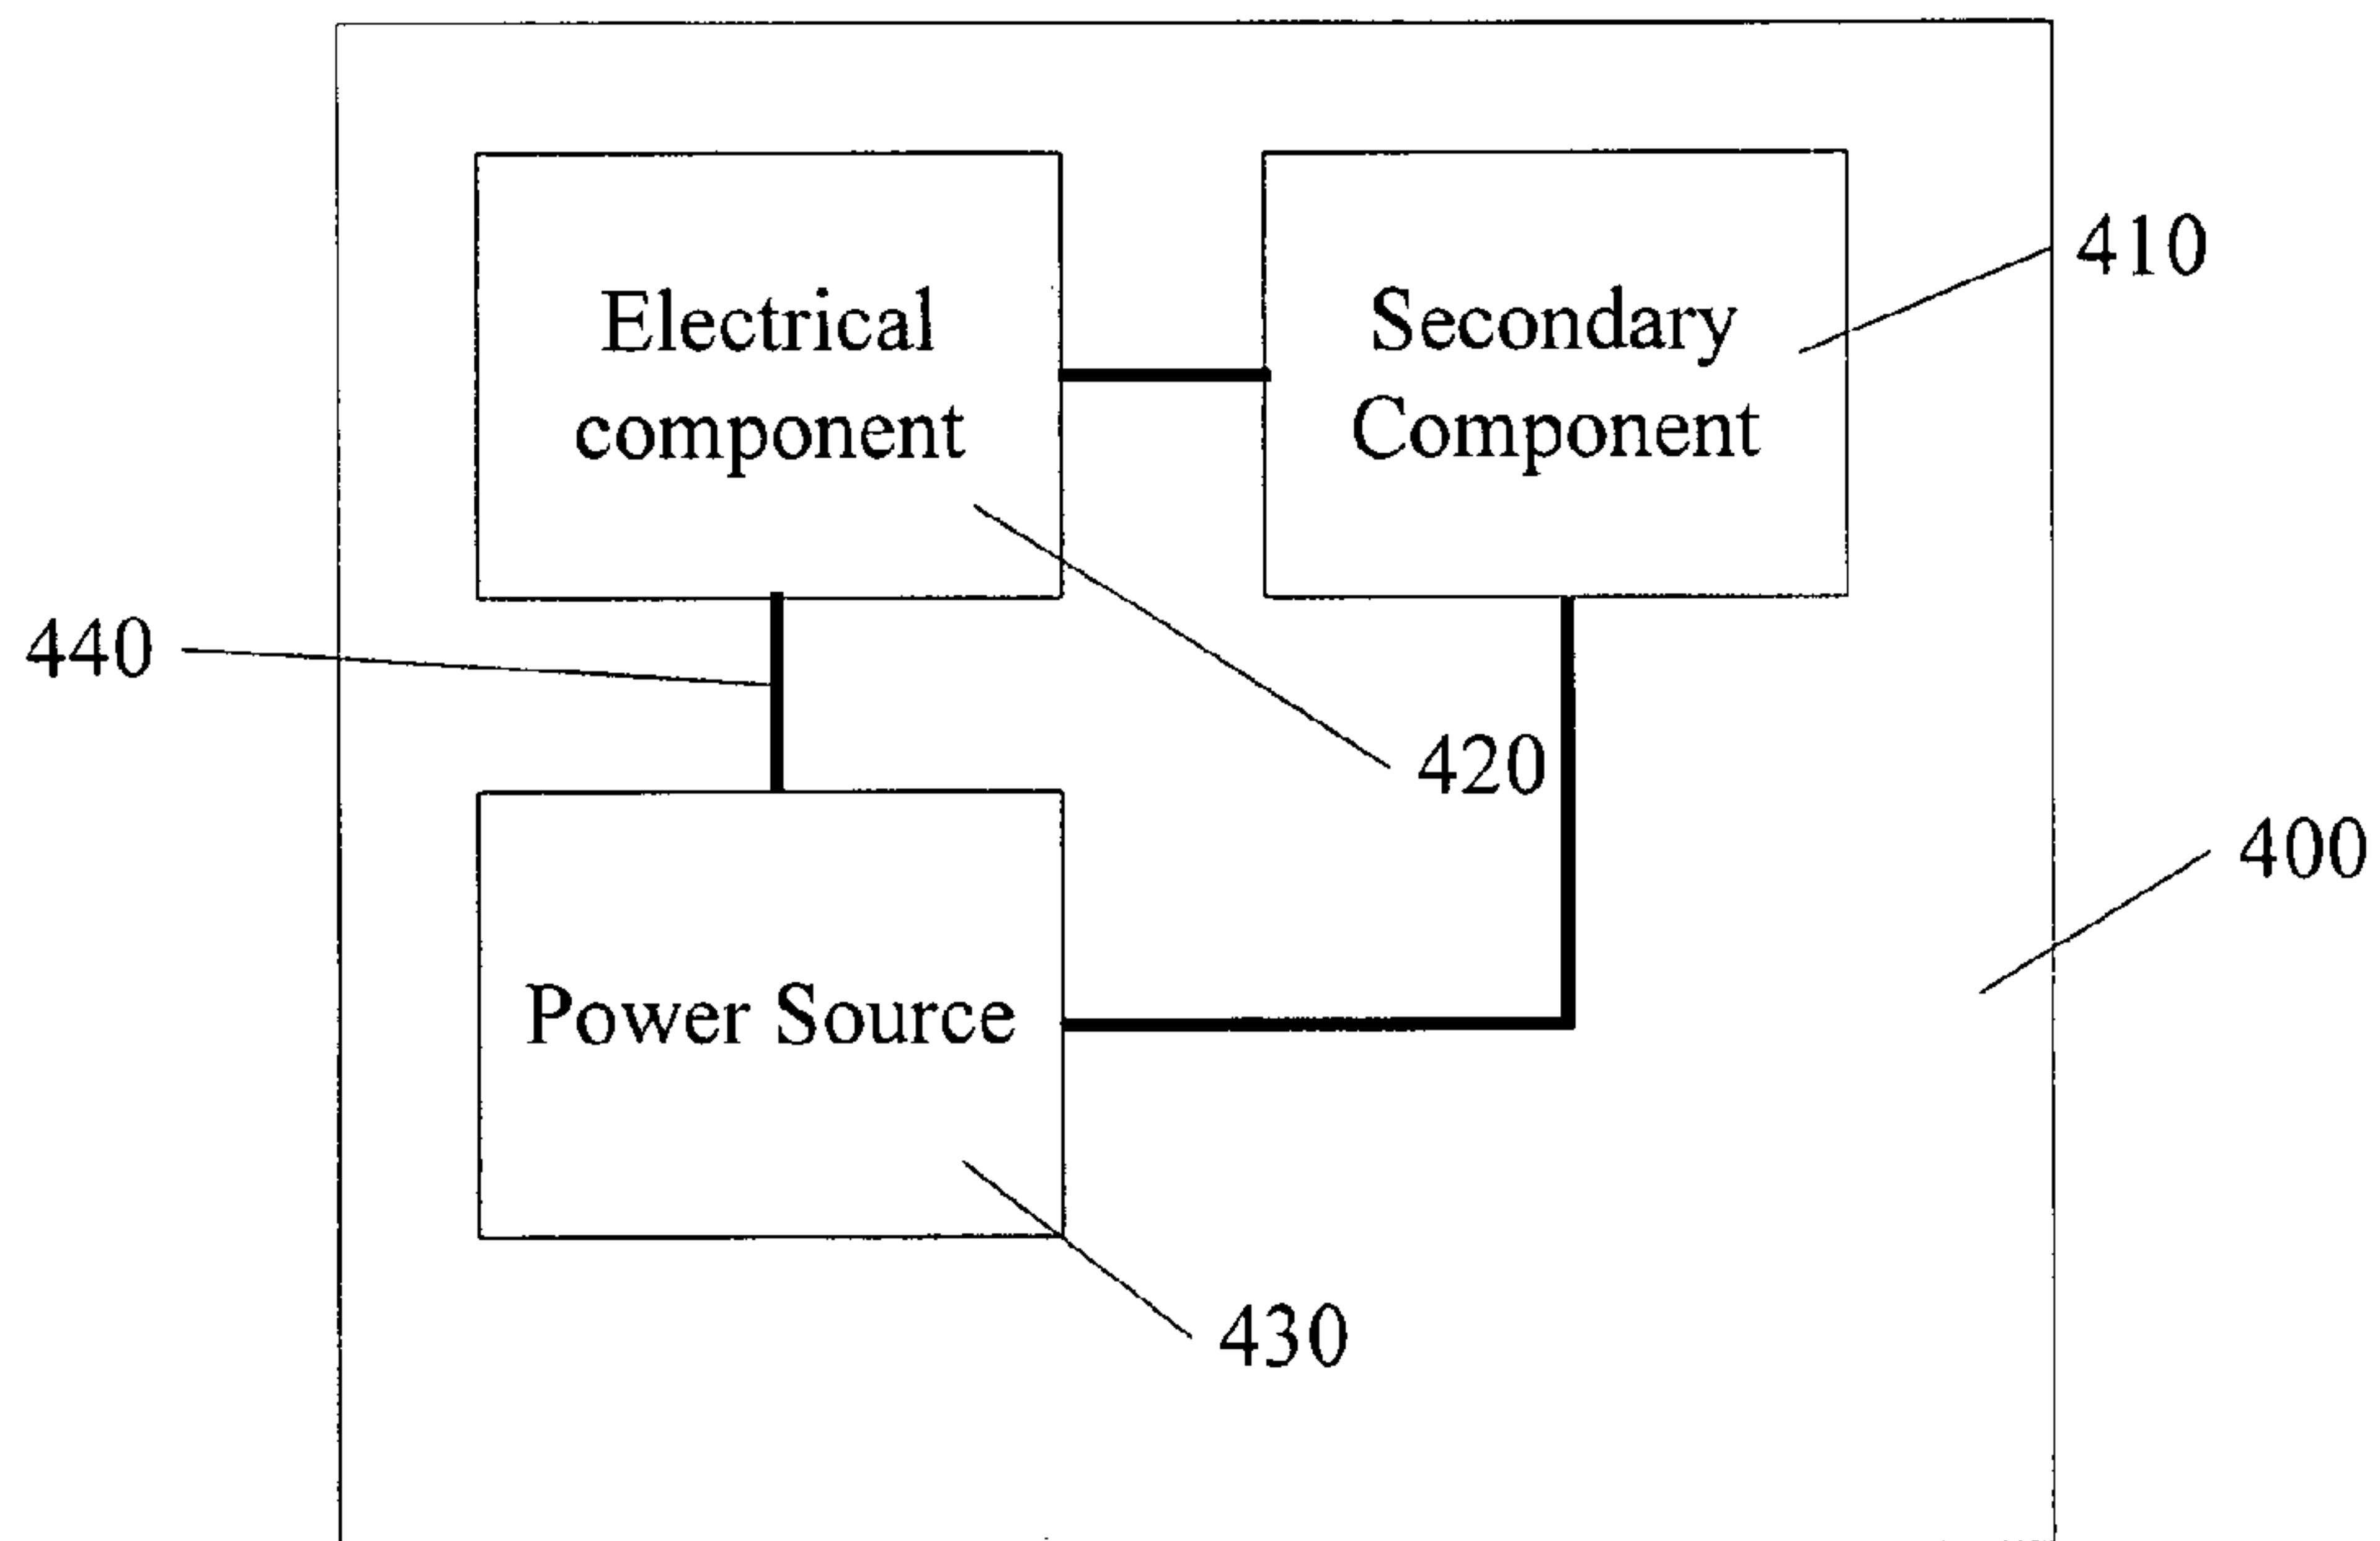 Electrical
component
Secondary
Component
410
440
420
400
Power Source
430